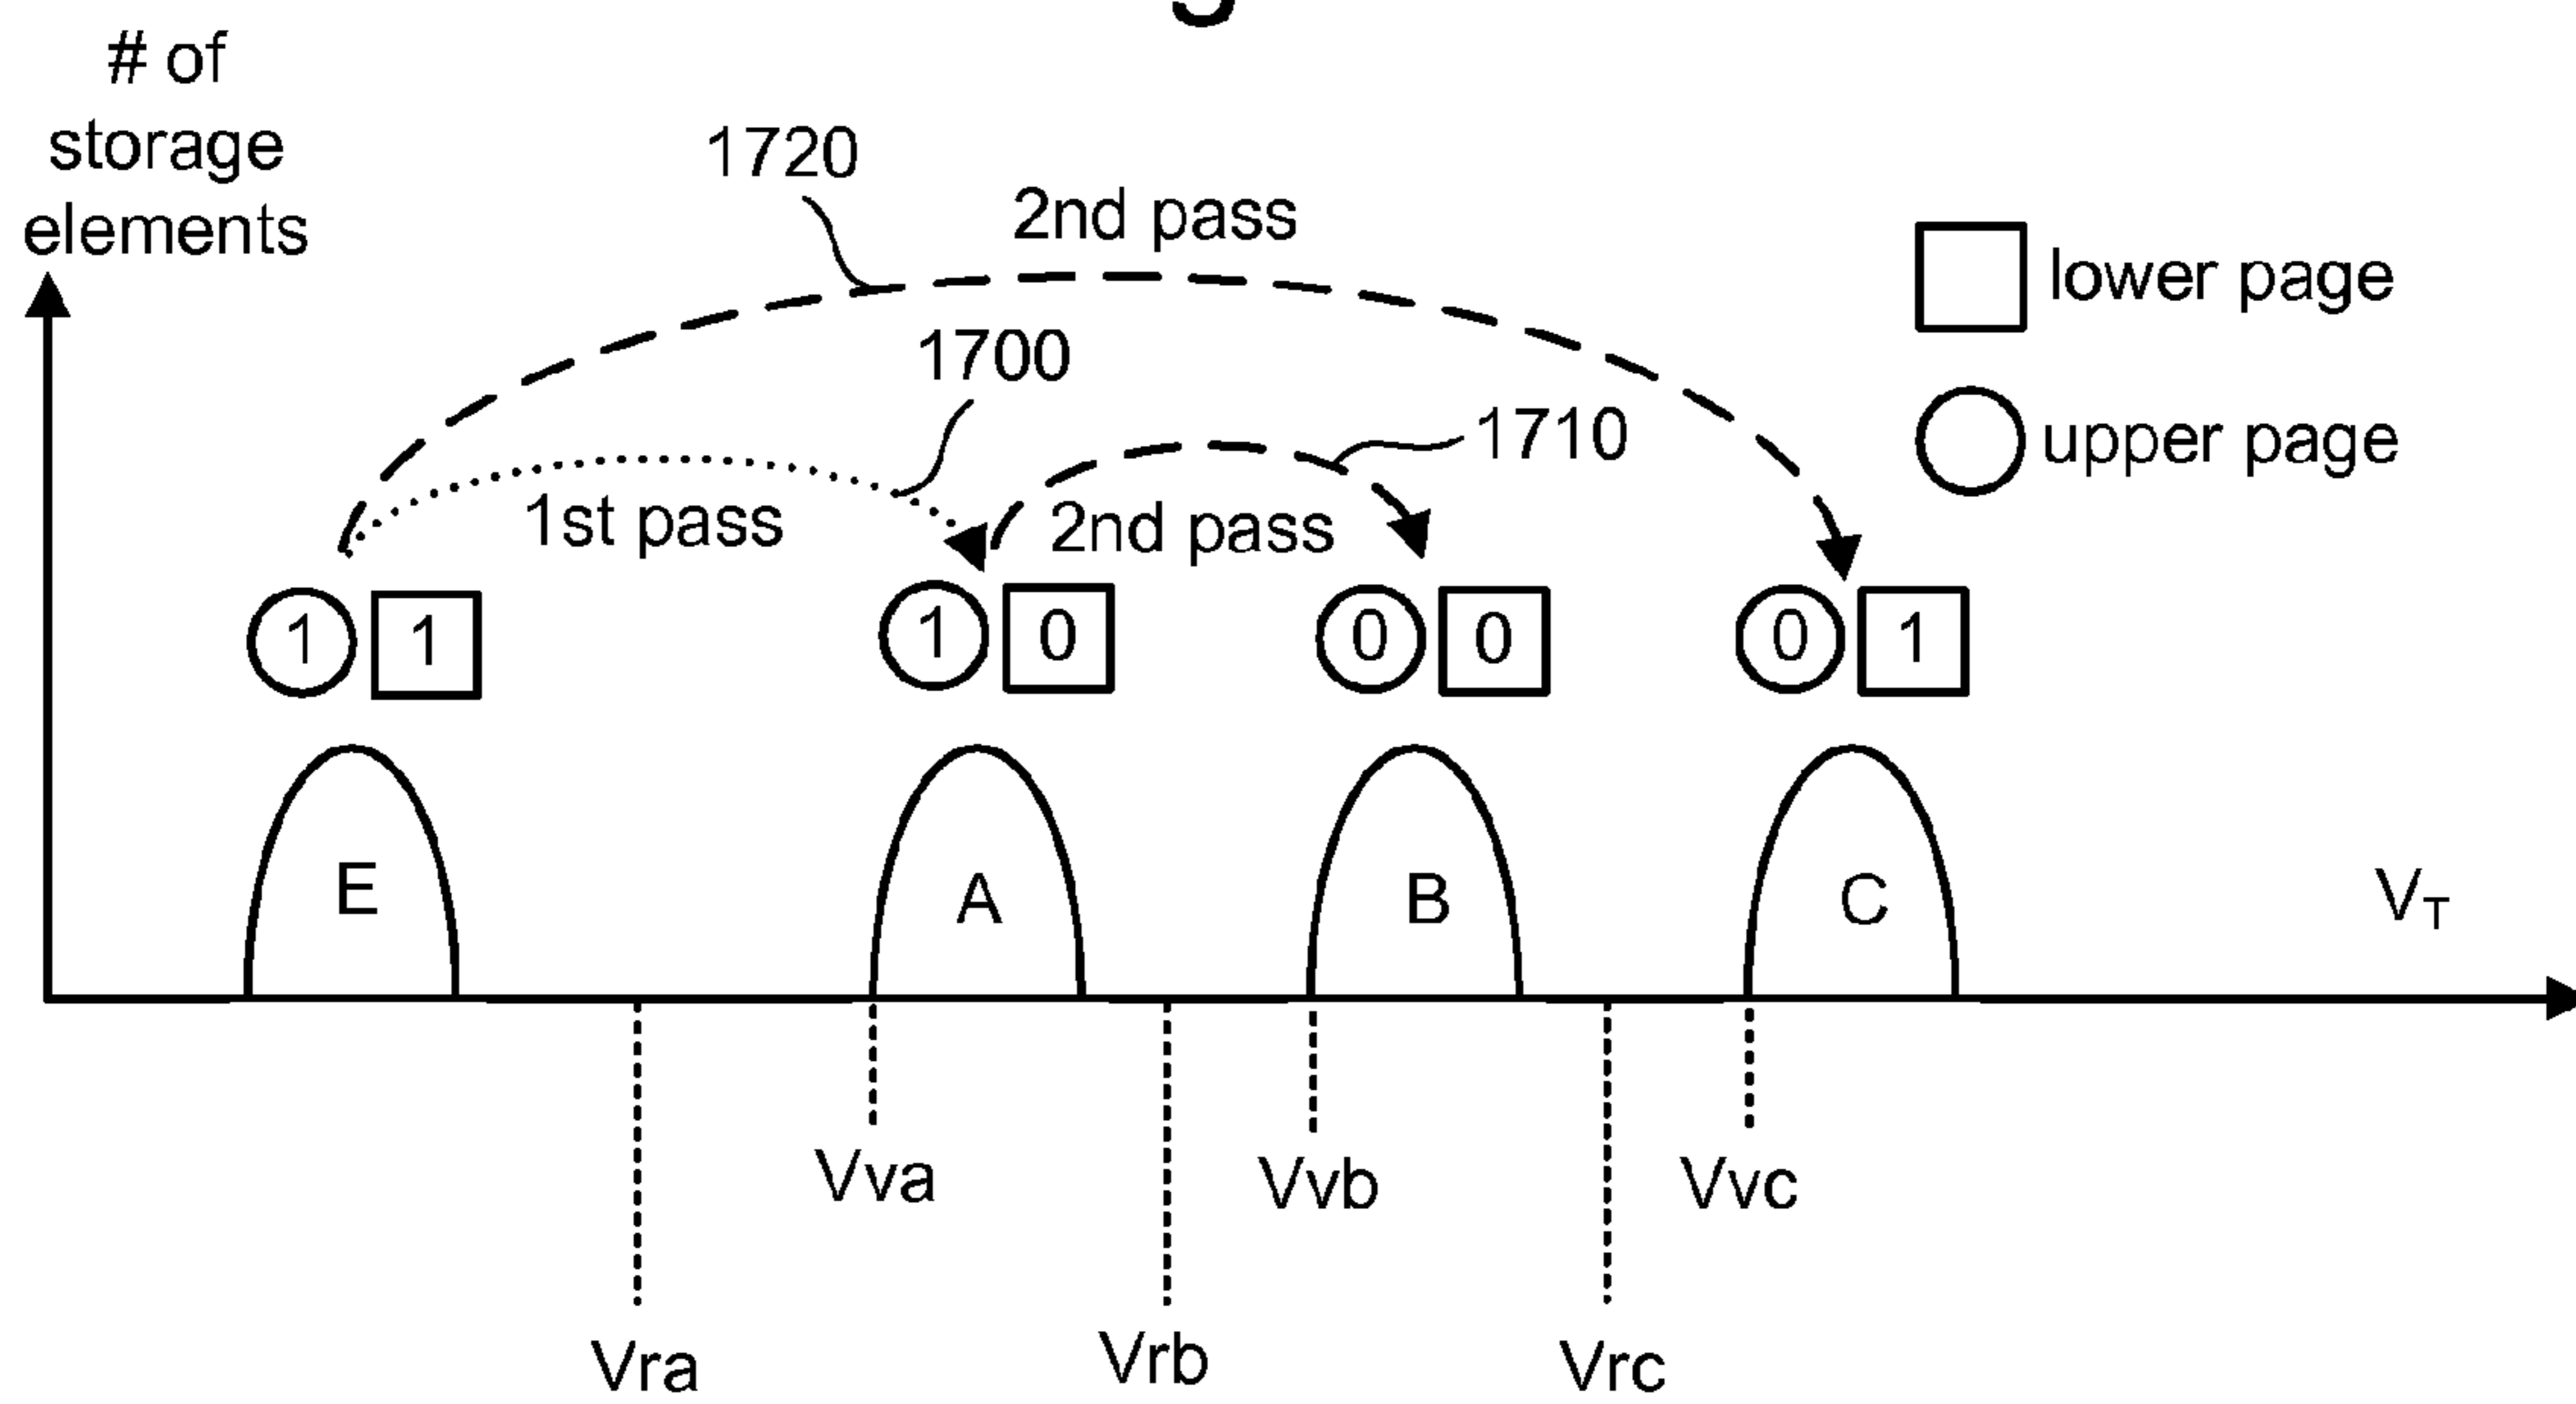 # of
storage
elements
1720
2nd pass
lower page
1700
1710
upper page
1st pass
2nd pass
1 1
1 0
0 0
0 1
E
A
B
C
VT
Vva
Vvb
Vvc
Vra
Vrb
Vrc